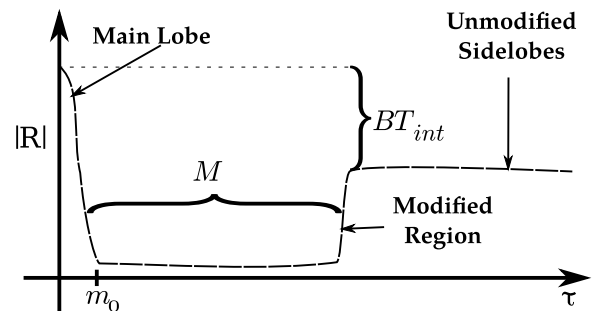 Main Lobe
Unmodified
Sidelobes
|R|
BT_int
M
Modified
Region
m_0
τ